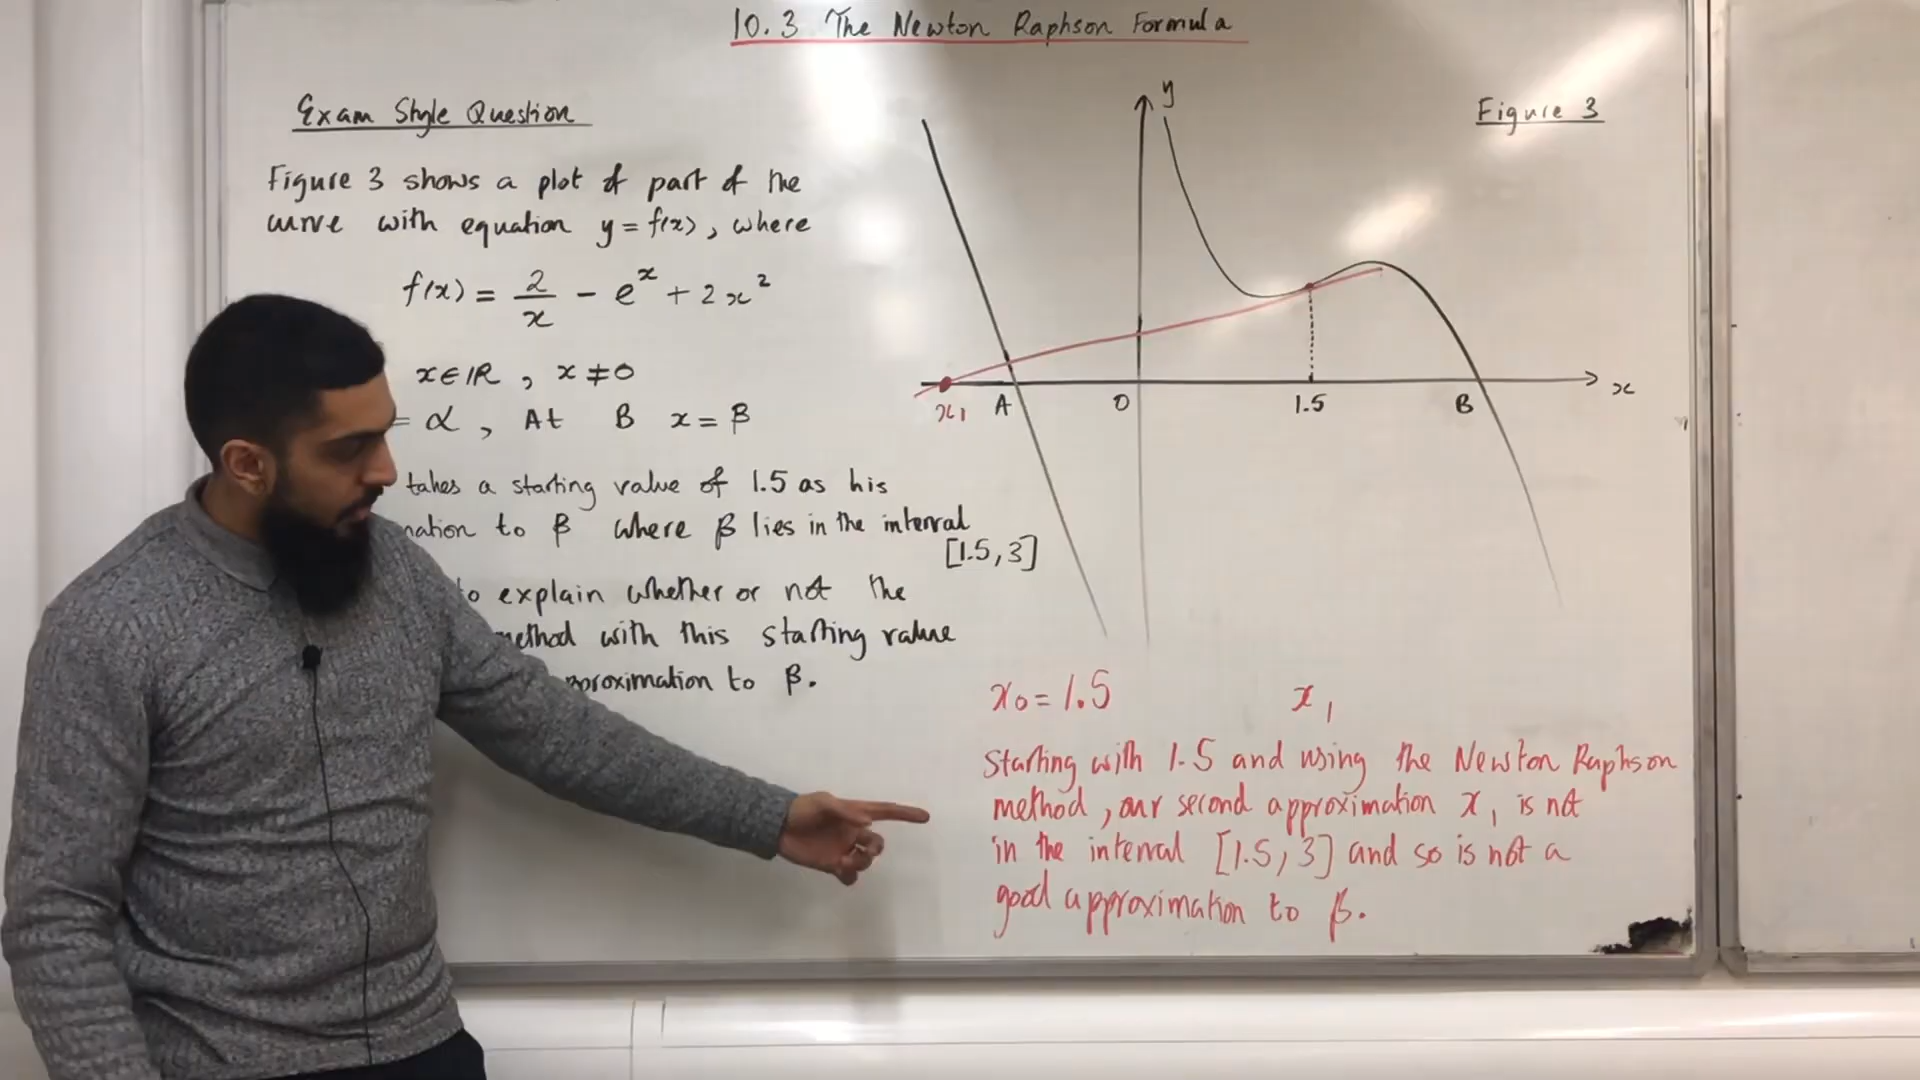 10.3 The Newton Raphson Formula
Exam Style Question
Figure 3 shows a plot of part of the
curve with equation y = f(x), where
f(x) = 2/x - e^x + 2x²
x∈ℝ, x ≠ 0
= α, At B x = β
takes a starting value of 1.5 as his
to β where β lies in the interval
[1.5, 3]
to explain whether or not the
method with this starting value
approximation to β.
Figure 3
y
x
x₁ A O 1.5 B
x₀ = 1.5 x₁
Starting with 1.5 and using the Newton Raphson
method, our second approximation x₁ is not
in the interval [1.5, 3] and so is not a
good approximation to β.